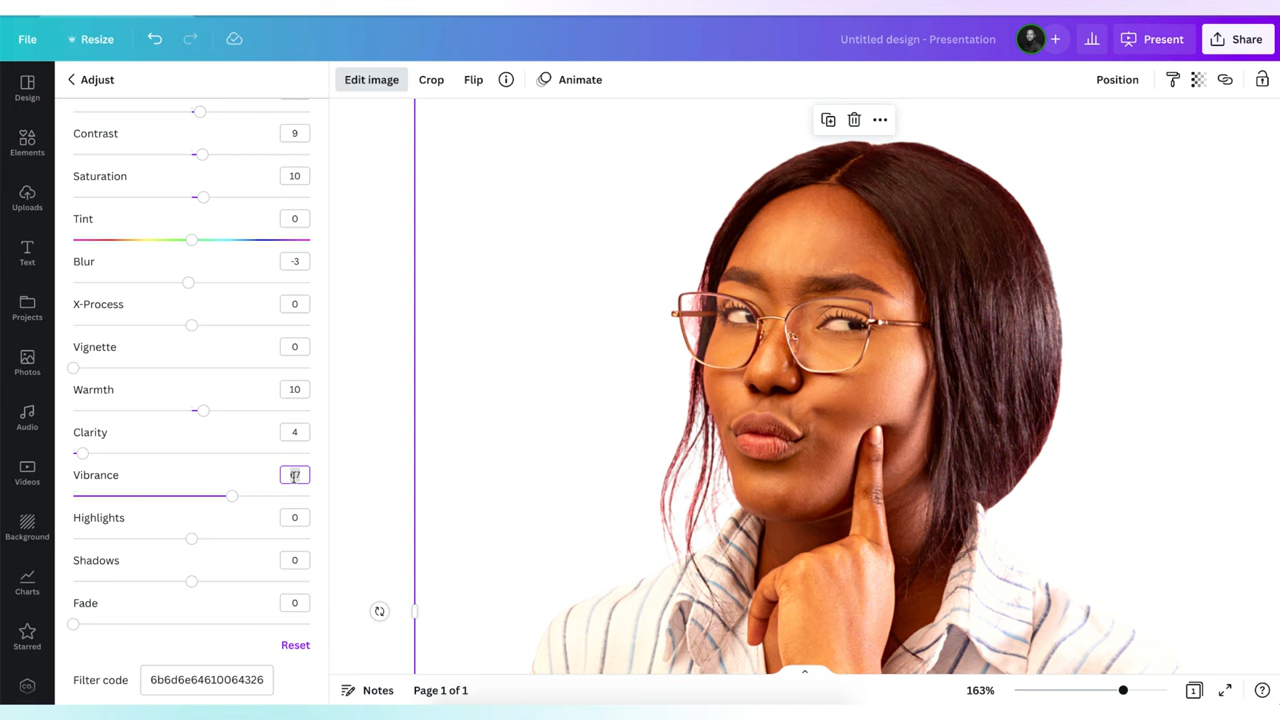 File
Resize
Untitled design - Presentation
+
Present
Share
Design
Elements
Uploads
Text
Projects
Photos
Audio
Videos
Background
Charts
Starred
Adjust
Contrast 9
Saturation 10
Tint 0
Blur -3
X-Process 0
Vignette 0
Warmth 10
Clarity 4
Vibrance
Highlights 0
Shadows 0
Fade 0
Reset
Filter code 6b6d6e64610064326
Edit image
Crop
Flip
Animate
Position
Notes
Page 1 of 1
163%
1